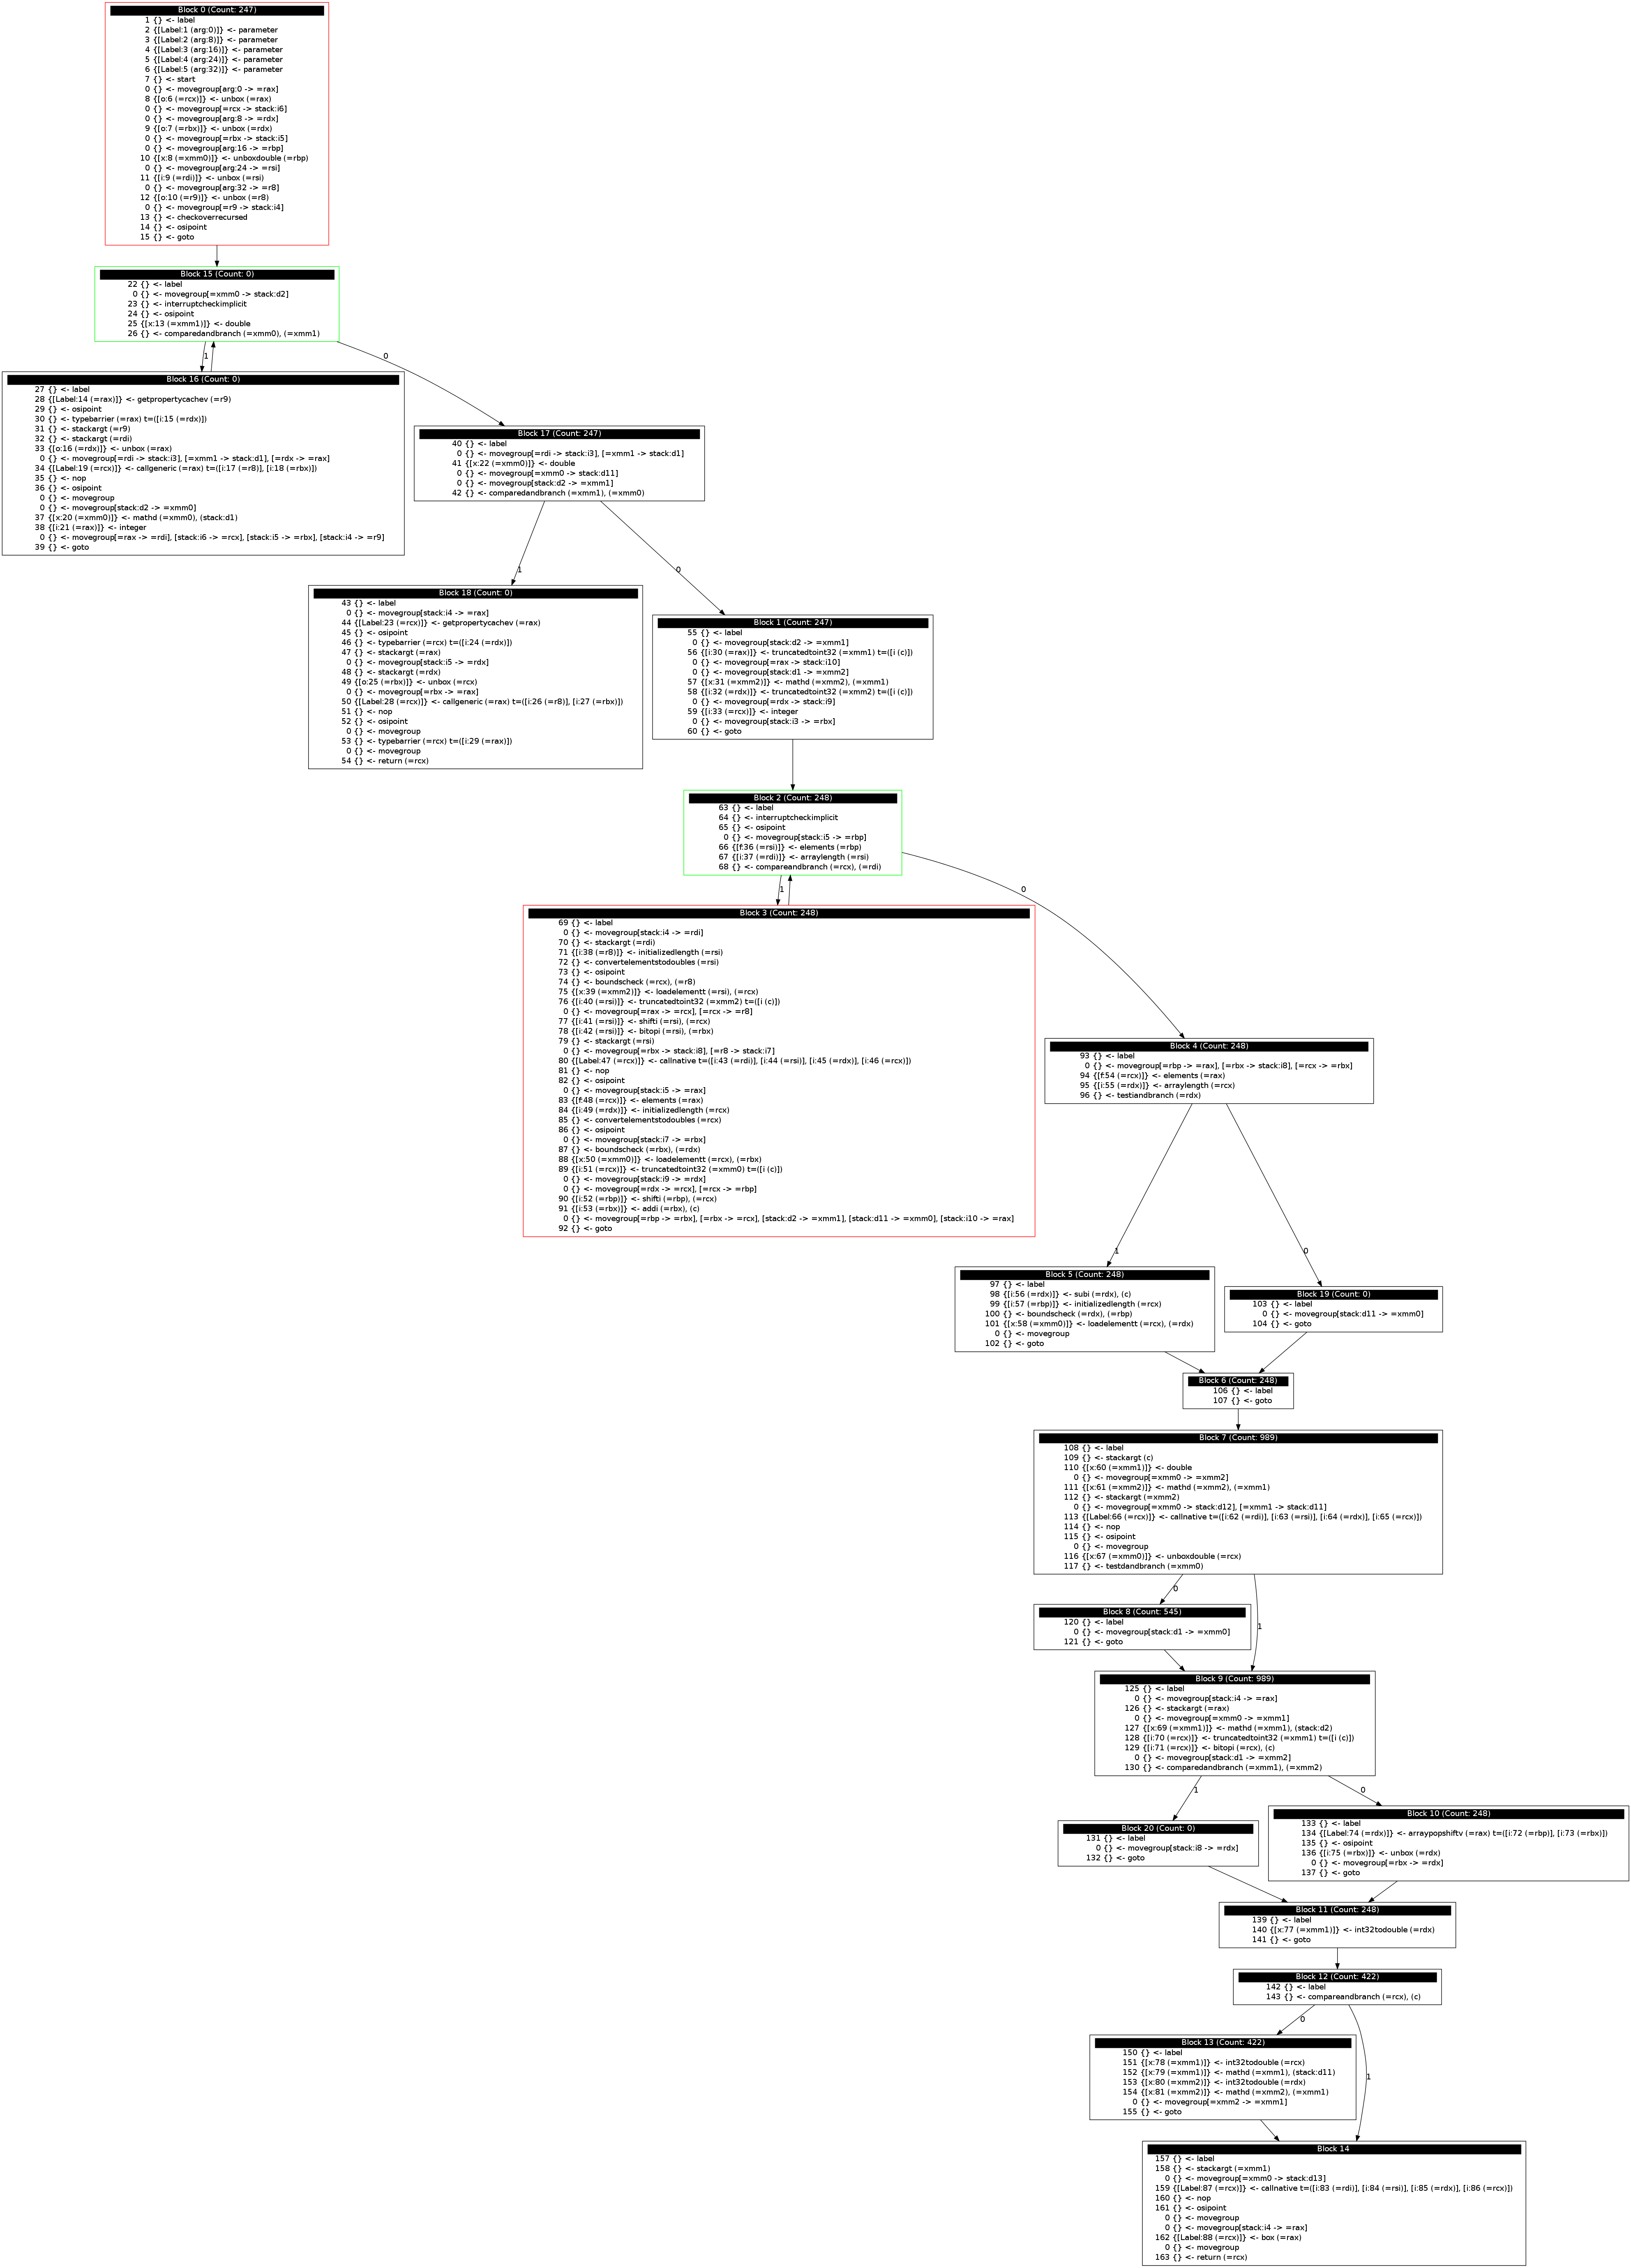 Block 0 (Count: 247)
1 {} <- label
2 {[Label:1 (arg:0)]} <- parameter
3 {[Label:2 (arg:8)]} <- parameter
4 {[Label:3 (arg:16)]} <- parameter
5 {[Label:4 (arg:24)]} <- parameter
6 {[Label:5 (arg:32)]} <- parameter
7 {} <- start
0 {} <- movegroup[arg:0 -> =rax]
8 {[o:6 (=rcx)]} <- unbox (=rax)
0 {} <- movegroup[=rcx -> stack:i6]
0 {} <- movegroup[arg:8 -> =rdx]
9 {[o:7 (=rbx)]} <- unbox (=rdx)
0 {} <- movegroup[=rbx -> stack:i5]
0 {} <- movegroup[arg:16 -> =rbp]
10 {[x:8 (=xmm0)]} <- unboxdouble (=rbp)
0 {} <- movegroup[arg:24 -> =rsi]
11 {[i:9 (=rdi)]} <- unbox (=rsi)
0 {} <- movegroup[arg:32 -> =r8]
12 {[o:10 (=r9)]} <- unbox (=r8)
0 {} <- movegroup[=r9 -> stack:i4]
13 {} <- checkoverrecursed
14 {} <- osipoint
15 {} <- goto
Block 15 (Count: 0)
22 {} <- label
0 {} <- movegroup[=xmm0 -> stack:d2]
23 {} <- interruptcheckimplicit
24 {} <- osipoint
25 {[x:13 (=xmm1)]} <- double
26 {} <- comparedandbranch (=xmm0), (=xmm1)
1
0
Block 16 (Count: 0)
27 {} <- label
28 {[Label:14 (=rax)]} <- getpropertycachev (=r9)
29 {} <- osipoint
30 {} <- typebarrier (=rax) t=([i:15 (=rdx)])
31 {} <- stackargt (=r9)
32 {} <- stackargt (=rdi)
33 {[o:16 (=rdx)]} <- unbox (=rax)
0 {} <- movegroup[=rdi -> stack:i3], [=xmm1 -> stack:d1], [=rdx -> =rax]
34 {[Label:19 (=rcx)]} <- callgeneric (=rax) t=([i:17 (=r8)], [i:18 (=rbx)])
35 {} <- nop
36 {} <- osipoint
0 {} <- movegroup
0 {} <- movegroup[stack:d2 -> =xmm0]
37 {[x:20 (=xmm0)]} <- mathd (=xmm0), (stack:d1)
38 {[i:21 (=rax)]} <- integer
0 {} <- movegroup[=rax -> =rdi], [stack:i6 -> =rcx], [stack:i5 -> =rbx], [stack:i4 -> =r9]
39 {} <- goto
Block 17 (Count: 247)
40 {} <- label
0 {} <- movegroup[=rdi -> stack:i3], [=xmm1 -> stack:d1]
41 {[x:22 (=xmm0)]} <- double
0 {} <- movegroup[=xmm0 -> stack:d11]
0 {} <- movegroup[stack:d2 -> =xmm1]
42 {} <- comparedandbranch (=xmm1), (=xmm0)
1
0
Block 18 (Count: 0)
43 {} <- label
0 {} <- movegroup[stack:i4 -> =rax]
44 {[Label:23 (=rcx)]} <- getpropertycachev (=rax)
45 {} <- osipoint
46 {} <- typebarrier (=rcx) t=([i:24 (=rdx)])
47 {} <- stackargt (=rax)
0 {} <- movegroup[stack:i5 -> =rdx]
48 {} <- stackargt (=rdx)
49 {[o:25 (=rbx)]} <- unbox (=rcx)
0 {} <- movegroup[=rbx -> =rax]
50 {[Label:28 (=rcx)]} <- callgeneric (=rax) t=([i:26 (=r8)], [i:27 (=rbx)])
51 {} <- nop
52 {} <- osipoint
0 {} <- movegroup
53 {} <- typebarrier (=rcx) t=([i:29 (=rax)])
0 {} <- movegroup
54 {} <- return (=rcx)
Block 1 (Count: 247)
55 {} <- label
0 {} <- movegroup[stack:d2 -> =xmm1]
56 {[i:30 (=rax)]} <- truncatedtoint32 (=xmm1) t=([i (c)])
0 {} <- movegroup[=rax -> stack:i10]
0 {} <- movegroup[stack:d1 -> =xmm2]
57 {[x:31 (=xmm2)]} <- mathd (=xmm2), (=xmm1)
58 {[i:32 (=rdx)]} <- truncatedtoint32 (=xmm2) t=([i (c)])
0 {} <- movegroup[=rdx -> stack:i9]
59 {[i:33 (=rcx)]} <- integer
0 {} <- movegroup[stack:i3 -> =rbx]
60 {} <- goto
Block 2 (Count: 248)
63 {} <- label
64 {} <- interruptcheckimplicit
65 {} <- osipoint
0 {} <- movegroup[stack:i5 -> =rbp]
66 {[f:36 (=rsi)]} <- elements (=rbp)
67 {[i:37 (=rdi)]} <- arraylength (=rsi)
68 {} <- compareandbranch (=rcx), (=rdi)
1
0
Block 3 (Count: 248)
69 {} <- label
0 {} <- movegroup[stack:i4 -> =rdi]
70 {} <- stackargt (=rdi)
71 {[i:38 (=r8)]} <- initializedlength (=rsi)
72 {} <- convertelementstodoubles (=rsi)
73 {} <- osipoint
74 {} <- boundscheck (=rcx), (=r8)
75 {[x:39 (=xmm2)]} <- loadelementt (=rsi), (=rcx)
76 {[i:40 (=rsi)]} <- truncatedtoint32 (=xmm2) t=([i (c)])
0 {} <- movegroup[=rax -> =rcx], [=rcx -> =r8]
77 {[i:41 (=rsi)]} <- shifti (=rsi), (=rcx)
78 {[i:42 (=rsi)]} <- bitopi (=rsi), (=rbx)
79 {} <- stackargt (=rsi)
0 {} <- movegroup[=rbx -> stack:i8], [=r8 -> stack:i7]
80 {[Label:47 (=rcx)]} <- callnative t=([i:43 (=rdi)], [i:44 (=rsi)], [i:45 (=rdx)], [i:46 (=rcx)])
81 {} <- nop
82 {} <- osipoint
0 {} <- movegroup[stack:i5 -> =rax]
83 {[f:48 (=rcx)]} <- elements (=rax)
84 {[i:49 (=rdx)]} <- initializedlength (=rcx)
85 {} <- convertelementstodoubles (=rcx)
86 {} <- osipoint
0 {} <- movegroup[stack:i7 -> =rbx]
87 {} <- boundscheck (=rbx), (=rdx)
88 {[x:50 (=xmm0)]} <- loadelementt (=rcx), (=rbx)
89 {[i:51 (=rcx)]} <- truncatedtoint32 (=xmm0) t=([i (c)])
0 {} <- movegroup[stack:i9 -> =rdx]
0 {} <- movegroup[=rdx -> =rcx], [=rcx -> =rbp]
90 {[i:52 (=rbp)]} <- shifti (=rbp), (=rcx)
91 {[i:53 (=rbx)]} <- addi (=rbx), (c)
0 {} <- movegroup[=rbp -> =rbx], [=rbx -> =rcx], [stack:d2 -> =xmm1], [stack:d11 -> =xmm0], [stack:i10 -> =rax]
92 {} <- goto
Block 4 (Count: 248)
93 {} <- label
0 {} <- movegroup[=rbp -> =rax], [=rbx -> stack:i8], [=rcx -> =rbx]
94 {[f:54 (=rcx)]} <- elements (=rax)
95 {[i:55 (=rdx)]} <- arraylength (=rcx)
96 {} <- testiandbranch (=rdx)
1
0
Block 5 (Count: 248)
97 {} <- label
98 {[i:56 (=rdx)]} <- subi (=rdx), (c)
99 {[i:57 (=rbp)]} <- initializedlength (=rcx)
100 {} <- boundscheck (=rdx), (=rbp)
101 {[x:58 (=xmm0)]} <- loadelementt (=rcx), (=rdx)
0 {} <- movegroup
102 {} <- goto
Block 19 (Count: 0)
103 {} <- label
0 {} <- movegroup[stack:d11 -> =xmm0]
104 {} <- goto
Block 6 (Count: 248)
106 {} <- label
107 {} <- goto
Block 7 (Count: 989)
108 {} <- label
109 {} <- stackargt (c)
110 {[x:60 (=xmm1)]} <- double
0 {} <- movegroup[=xmm0 -> =xmm2]
111 {[x:61 (=xmm2)]} <- mathd (=xmm2), (=xmm1)
112 {} <- stackargt (=xmm2)
0 {} <- movegroup[=xmm0 -> stack:d12], [=xmm1 -> stack:d11]
113 {[Label:66 (=rcx)]} <- callnative t=([i:62 (=rdi)], [i:63 (=rsi)], [i:64 (=rdx)], [i:65 (=rcx)])
114 {} <- nop
115 {} <- osipoint
0 {} <- movegroup
116 {[x:67 (=xmm0)]} <- unboxdouble (=rcx)
117 {} <- testdandbranch (=xmm0)
0
1
Block 8 (Count: 545)
120 {} <- label
0 {} <- movegroup[stack:d1 -> =xmm0]
121 {} <- goto
Block 9 (Count: 989)
125 {} <- label
0 {} <- movegroup[stack:i4 -> =rax]
126 {} <- stackargt (=rax)
0 {} <- movegroup[=xmm0 -> =xmm1]
127 {[x:69 (=xmm1)]} <- mathd (=xmm1), (stack:d2)
128 {[i:70 (=rcx)]} <- truncatedtoint32 (=xmm1) t=([i (c)])
129 {[i:71 (=rcx)]} <- bitopi (=rcx), (c)
0 {} <- movegroup[stack:d1 -> =xmm2]
130 {} <- comparedandbranch (=xmm1), (=xmm2)
1
0
Block 20 (Count: 0)
131 {} <- label
0 {} <- movegroup[stack:i8 -> =rdx]
132 {} <- goto
Block 10 (Count: 248)
133 {} <- label
134 {[Label:74 (=rdx)]} <- arraypopshiftv (=rax) t=([i:72 (=rbp)], [i:73 (=rbx)])
135 {} <- osipoint
136 {[i:75 (=rbx)]} <- unbox (=rdx)
0 {} <- movegroup[=rbx -> =rdx]
137 {} <- goto
Block 11 (Count: 248)
139 {} <- label
140 {[x:77 (=xmm1)]} <- int32todouble (=rdx)
141 {} <- goto
Block 12 (Count: 422)
142 {} <- label
143 {} <- compareandbranch (=rcx), (c)
0
1
Block 13 (Count: 422)
150 {} <- label
151 {[x:78 (=xmm1)]} <- int32todouble (=rcx)
152 {[x:79 (=xmm1)]} <- mathd (=xmm1), (stack:d11)
153 {[x:80 (=xmm2)]} <- int32todouble (=rdx)
154 {[x:81 (=xmm2)]} <- mathd (=xmm2), (=xmm1)
0 {} <- movegroup[=xmm2 -> =xmm1]
155 {} <- goto
Block 14
157 {} <- label
158 {} <- stackargt (=xmm1)
0 {} <- movegroup[=xmm0 -> stack:d13]
159 {[Label:87 (=rcx)]} <- callnative t=([i:83 (=rdi)], [i:84 (=rsi)], [i:85 (=rdx)], [i:86 (=rcx)])
160 {} <- nop
161 {} <- osipoint
0 {} <- movegroup
0 {} <- movegroup[stack:i4 -> =rax]
162 {[Label:88 (=rcx)]} <- box (=rax)
0 {} <- movegroup
163 {} <- return (=rcx)